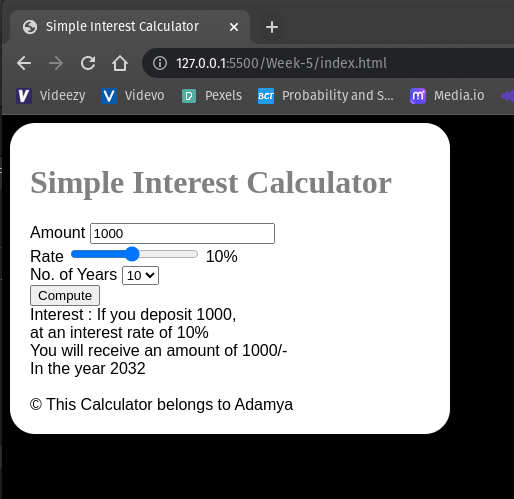 Simple Interest Calculator
127.0.0.1:5500/Week-5/index.html
Videezy Videvo Pexels BCT Probability and S... m Media.io
Simple Interest Calculator
Amount 1000
Rate 10%
No. of Years 10
Compute
Interest : If you deposit 1000,
at an interest rate of 10%
You will receive an amount of 1000/-
In the year 2032
© This Calculator belongs to Adamya